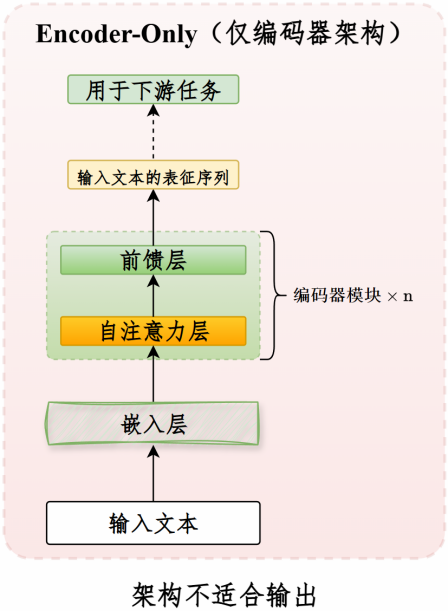 Encoder-Only（仅编码器架构）
用于下游任务
输入文本的表征序列
前馈层
自注意力层
编码器模块 × n
嵌入层
输入文本
架构不适合输出